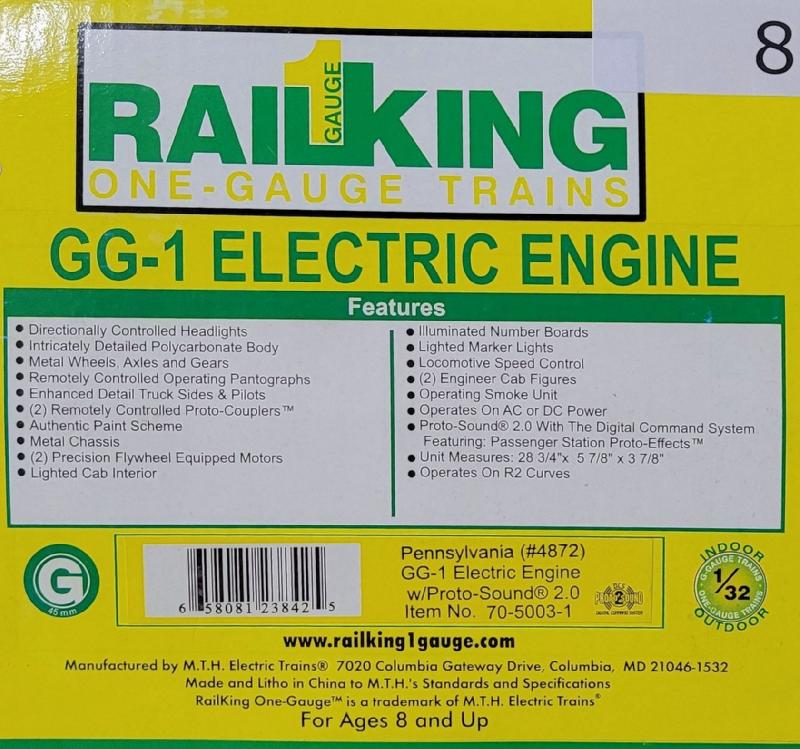 8
RAILKING
1
GAUGE
ONE-GAUGE TRAINS
GG-1 ELECTRIC ENGINE
Features
● Directionally Controlled Headlights
● Intricately Detailed Polycarbonate Body
● Metal Wheels, Axles and Gears
● Remotely Controlled Operating Pantographs
● Enhanced Detail Truck Sides & Pilots
● (2) Remotely Controlled Proto-Couplers™
● Authentic Paint Scheme
● Metal Chassis
● (2) Precision Flywheel Equipped Motors
● Lighted Cab Interior
● Illuminated Number Boards
● Lighted Marker Lights
● Locomotive Speed Control
● (2) Engineer Cab Figures
● Operating Smoke Unit
● Operates On AC or DC Power
● Proto-Sound® 2.0 With The Digital Command System
Featuring: Passenger Station Proto-Effects™
● Unit Measures: 28 3/4"x 5 7/8" x 3 7/8"
● Operates On R2 Curves
G
45 mm
6 58081 23842 5
Pennsylvania (#4872)
GG-1 Electric Engine
w/Proto-Sound® 2.0
Item No. 70-5003-1
2
INDOOR
G-GAUGE TRAINS
1/32
ONE-GAUGE TRAINS
OUTDOOR
www.railking1gauge.com
Manufactured by M.T.H. Electric Trains® 7020 Columbia Gateway Drive, Columbia, MD 21046-1532
Made and Litho in China to M.T.H.'s Standards and Specifications
RailKing One-Gauge™ is a trademark of M.T.H. Electric Trains®
For Ages 8 and Up